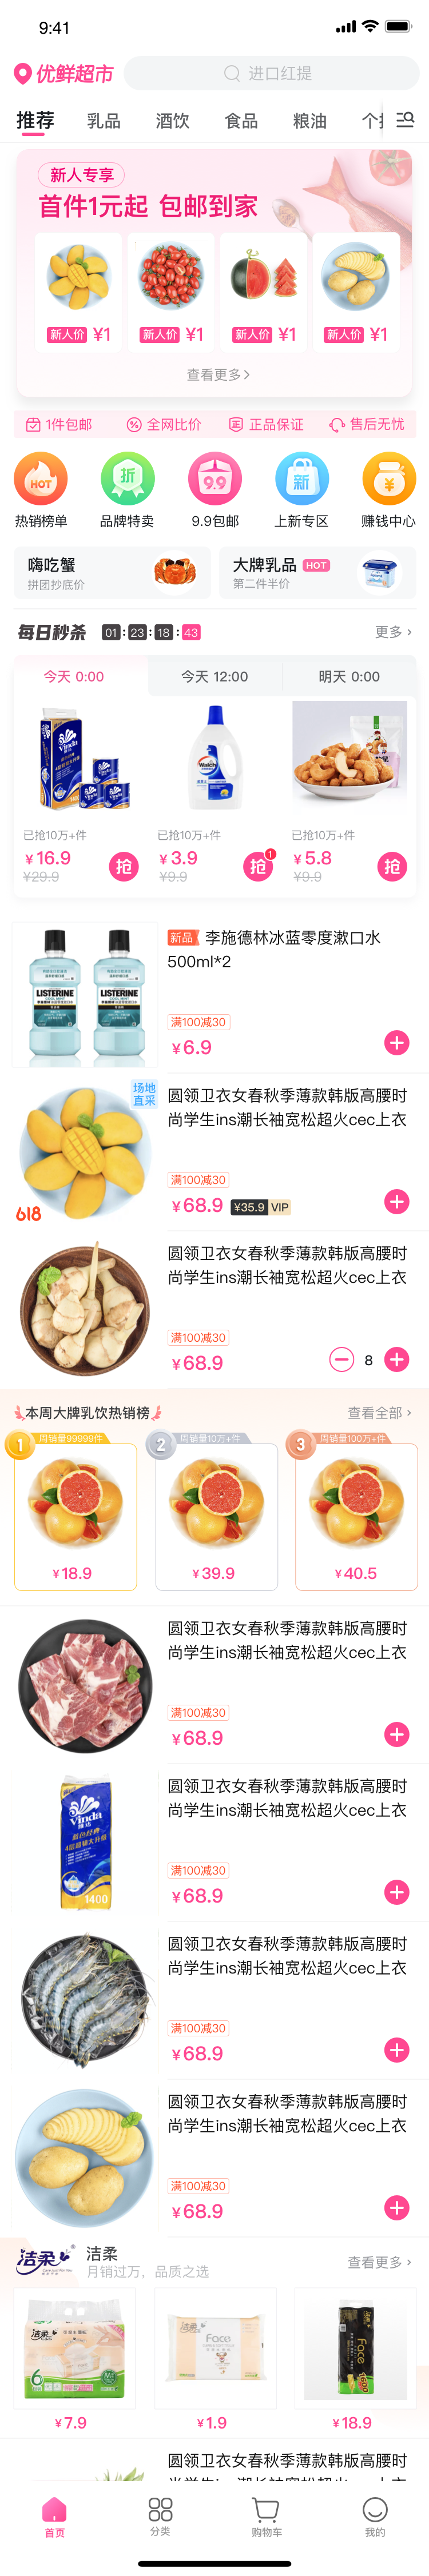 9:41
优鲜超市
进口红提
推荐 乳品 酒饮 食品 粮油
新人专享
首件1元起 包邮到家
新人价 ¥1 新人价 ¥1 新人价 ¥1 新人价 ¥1
查看更多
1件包邮 全网比价 正品保证 售后无忧
HOT 折 9.9 新 ¥
热销榜单 品牌特卖 9.9包邮 上新专区 赚钱中心
嗨吃蟹
拼团抄底价
大牌乳品 HOT
第二件半价
每日秒杀 01:23:18:43 更多
今天 0:00 今天 12:00 明天 0:00
Vinda
Walch
已抢10万+件 已抢10万+件 已抢10万+件
¥16.9 ¥3.9 ¥5.8
¥29.9 ¥9.9 ¥9.9
抢 抢 1 抢
LISTERINE LISTERINE
新品 李施德林冰蓝零度漱口水
500ml*2
满100减30
¥6.9
场地
直采
618
圆领卫衣女春秋季薄款韩版高腰时
尚学生ins潮长袖宽松超火cec上衣
满100减30
¥68.9 ¥35.9 VIP
圆领卫衣女春秋季薄款韩版高腰时
尚学生ins潮长袖宽松超火cec上衣
满100减30
¥68.9 8
本周大牌乳饮热销榜 查看全部
1 周销量99999件 2 周销量10万+件 3 周销量100万+件
¥18.9 ¥39.9 ¥40.5
圆领卫衣女春秋季薄款韩版高腰时
尚学生ins潮长袖宽松超火cec上衣
满100减30
¥68.9
Vinda
1400
圆领卫衣女春秋季薄款韩版高腰时
尚学生ins潮长袖宽松超火cec上衣
满100减30
¥68.9
圆领卫衣女春秋季薄款韩版高腰时
尚学生ins潮长袖宽松超火cec上衣
满100减30
¥68.9
圆领卫衣女春秋季薄款韩版高腰时
尚学生ins潮长袖宽松超火cec上衣
满100减30
¥68.9
洁柔
洁柔
月销过万，品质之选
查看更多
洁柔 6
Face
Face
¥7.9 ¥1.9 ¥18.9
圆领卫衣女春秋季薄款韩版高腰时
首页 分类 购物车 我的